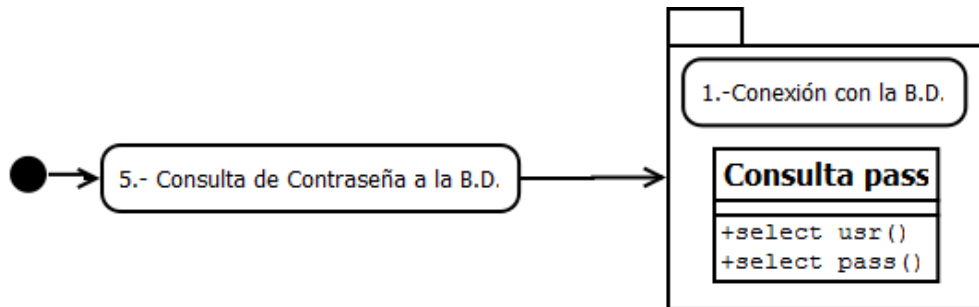 1.-Conexión con la B.D.
5.- Consulta de Contraseña a la B.D.
Consulta pass
+select usr()
+select pass()